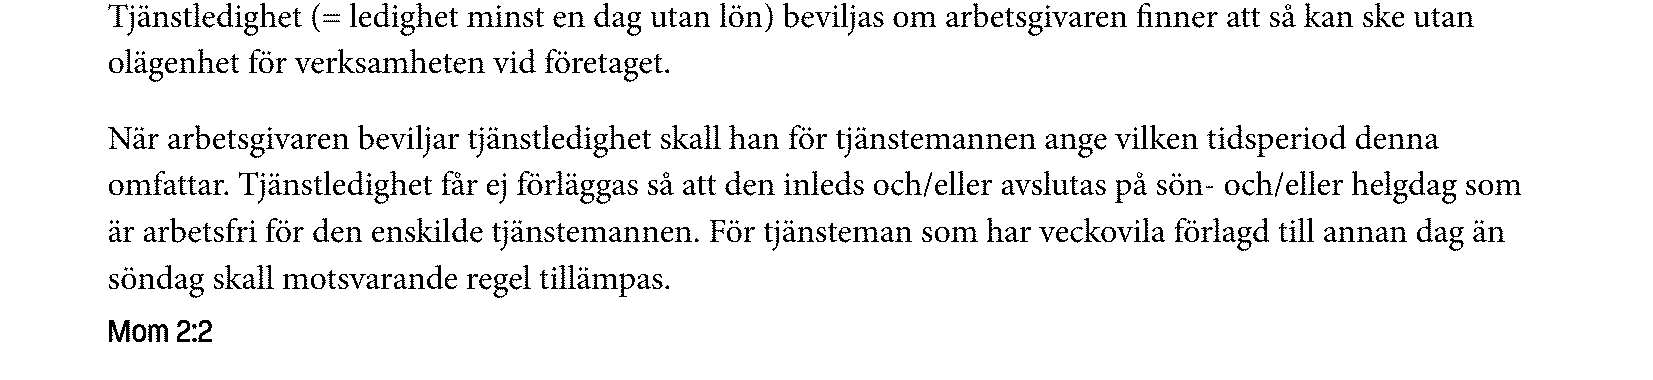 Tjänstledighet (= ledighet minst en dag utan lön) beviljas om arbetsgivaren finner att så kan ske utan
olägenhet för verksamheten vid företaget.
När arbetsgivaren beviljar tjänstledighet skall han för tjänstemannen ange vilken tidsperiod denna
omfattar. Tjänstledighet får ej förläggas så att den inleds och/eller avslutas på sön- och/eller helgdag som
är arbetsfri för den enskilde tjänstemannen. För tjänsteman som har veckovila förlagd till annan dag än
söndag skall motsvarande regel tillämpas.
Mom 2:2